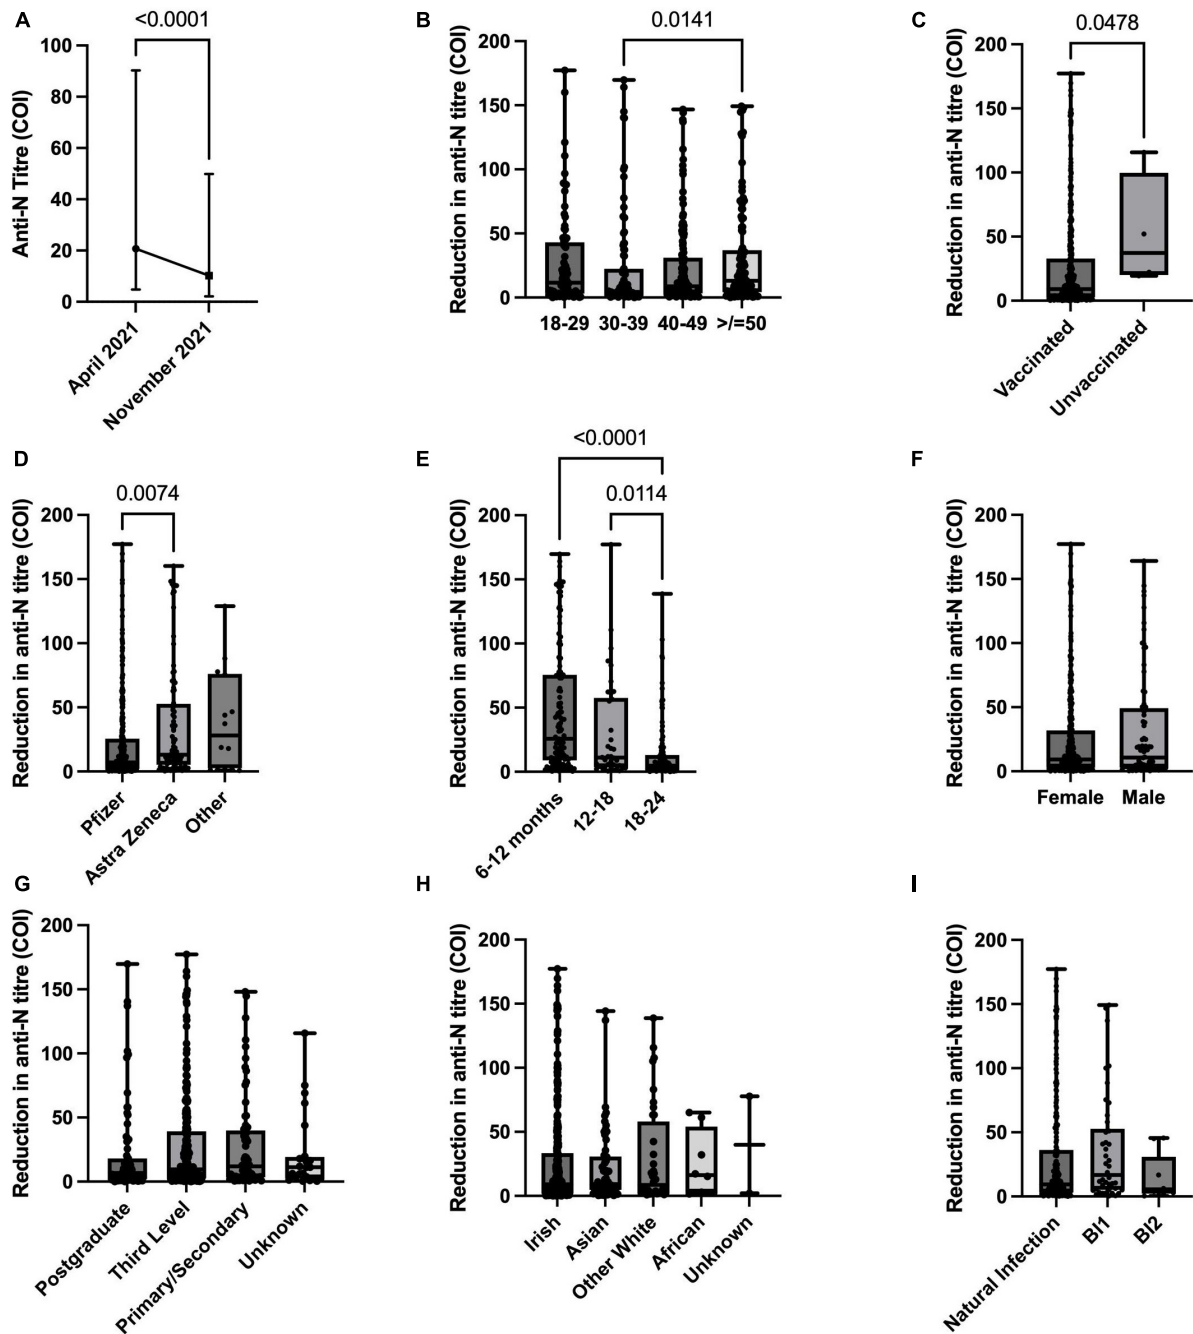 A
<0.0001
Anti-N Titre (COI)
100
80
60
40
20
0
April 2021
November 2021
B
0.0141
Reduction in anti-N titre (COI)
200
150
100
50
0
18-29
30-39
40-49
>/=50
C
0.0478
Reduction in anti-N titre (COI)
200
150
100
50
0
Vaccinated
Unvaccinated
D
0.0074
Reduction in anti-N titre (COI)
200
150
100
50
0
Pfizer
Astra Zeneca
Other
E
<0.0001
0.0114
Reduction in anti-N titre (COI)
200
150
100
50
0
6-12 months
12-18
18-24
F
Reduction in anti-N titre (COI)
200
150
100
50
0
Female
Male
G
Reduction in anti-N titre (COI)
200
150
100
50
0
Postgraduate
Third Level
Primary/Secondary
Unknown
H
Reduction in anti-N titre (COI)
200
150
100
50
0
Irish
Asian
Other White
African
Unknown
I
Reduction in anti-N titre (COI)
200
150
100
50
0
Natural Infection
BI1
BI2